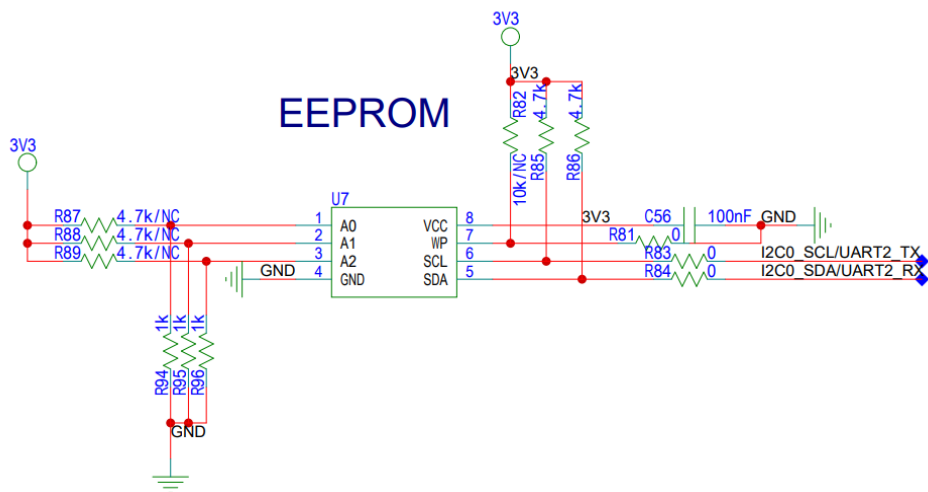 3V3
3V3
R82
4.7k
4.7k
EEPROM
10k/NC
R85
R86
3V3
U7
R87 4.7k/NC
R88 4.7k/NC
R89 4.7k/NC
1 A0
2 A1
3 A2
4 GND
GND
VCC 8
WP 7
SCL 6
SDA 5
3V3
C56 100nF GND
R81 0
R83 0 I2C0_SCL/UART2_TX
R84 0 I2C0_SDA/UART2_RX
1k
1k
1k
R94
R95
R96
GND